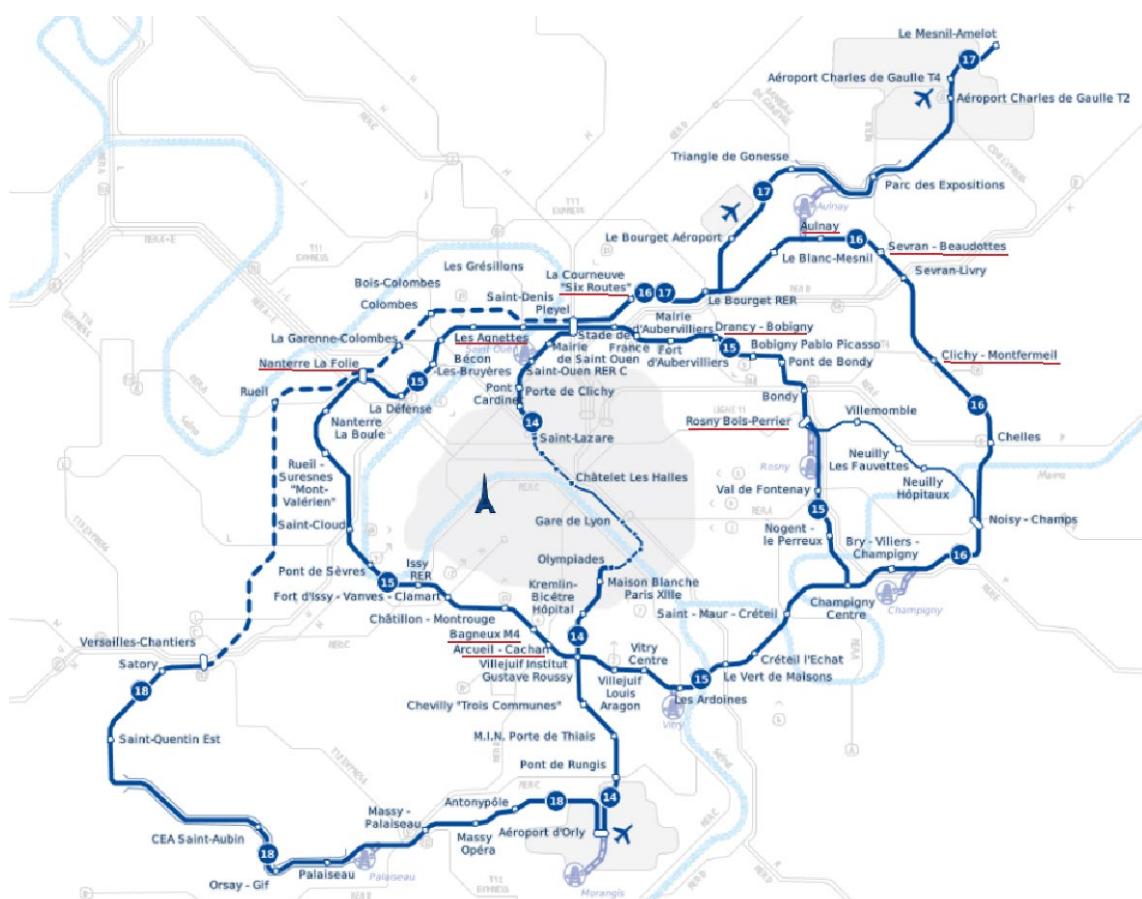 Le Mesnil-Amelot
17
Aéroport Charles de Gaulle T4
Aéroport Charles de Gaulle T2
Triangle de Gonesse
Parc des Expositions
17
Aulnay
Le Bourget Aéroport
Aulnay
16
Sevran - Beaudottes
Le Blanc-Mesnil
Sevran-Livry
Les Grésillons
La Courneuve
"Six Routes"
16
17
Le Bourget RER
Bois-Colombes
Colombes
Saint-Denis
Pleyel
La Garenne-Colombes
Les Agnettes
Saint Ouen
Stade de
France
Mairie
d'Aubervilliers
Drancy - Bobigny
15
Bobigny Pablo Picasso
Fort
d'Aubervilliers
Pont de Bondy
Clichy - Montfermeil
Nanterre La Folie
Bécon
-Les-Bruyères
Mairie
de Saint Ouen
Saint-Ouen RER C
15
Rueil
La Défense
Pont
Cardinet
Porte de Clichy
Bondy
16
Nanterre
La Boule
14
LIGNE 11
Rosny Bois-Perrier
Villemomble
Saint-Lazare
Chelles
Rueil -
Suresnes
"Mont-
Valérien"
Châtelet Les Halles
Rosny
Neuilly
Les Fauvettes
Neuilly
Hôpitaux
Marne
Val de Fontenay
15
Saint-Cloud
Gare de Lyon
Noisy - Champs
Nogent -
le Perreux
Bry - Viliers -
Champigny
16
Pont de Sèvres
15
Issy
RER
Olympiades
Fort d'Issy - Vanves - Clamart
Kremlin-
Bicêtre
Hôpital
Maison Blanche
Paris XIIIe
Champigny
Champigny
Centre
Saint - Maur - Créteil
Châtillon - Montrouge
Bagneux M4
14
Arcueil - Cachan
Versailles-Chantiers
Satory
18
Villejuif Institut
Gustave Roussy
Vitry
Centre
Créteil l'Echat
Le Vert de Maisons
15
Villejuif
Louis
Aragon
Les Ardoines
Vitry
Chevilly "Trois Communes"
Saint-Quentin Est
M.I.N. Porte de Thiais
Pont de Rungis
14
18
Antonypôle
Massy -
Palaiseau
Massy
Opéra
Aéroport d'Orly
CEA Saint-Aubin
18
Orsay - Gif
Palaiseau
Palaiseau
Morangis